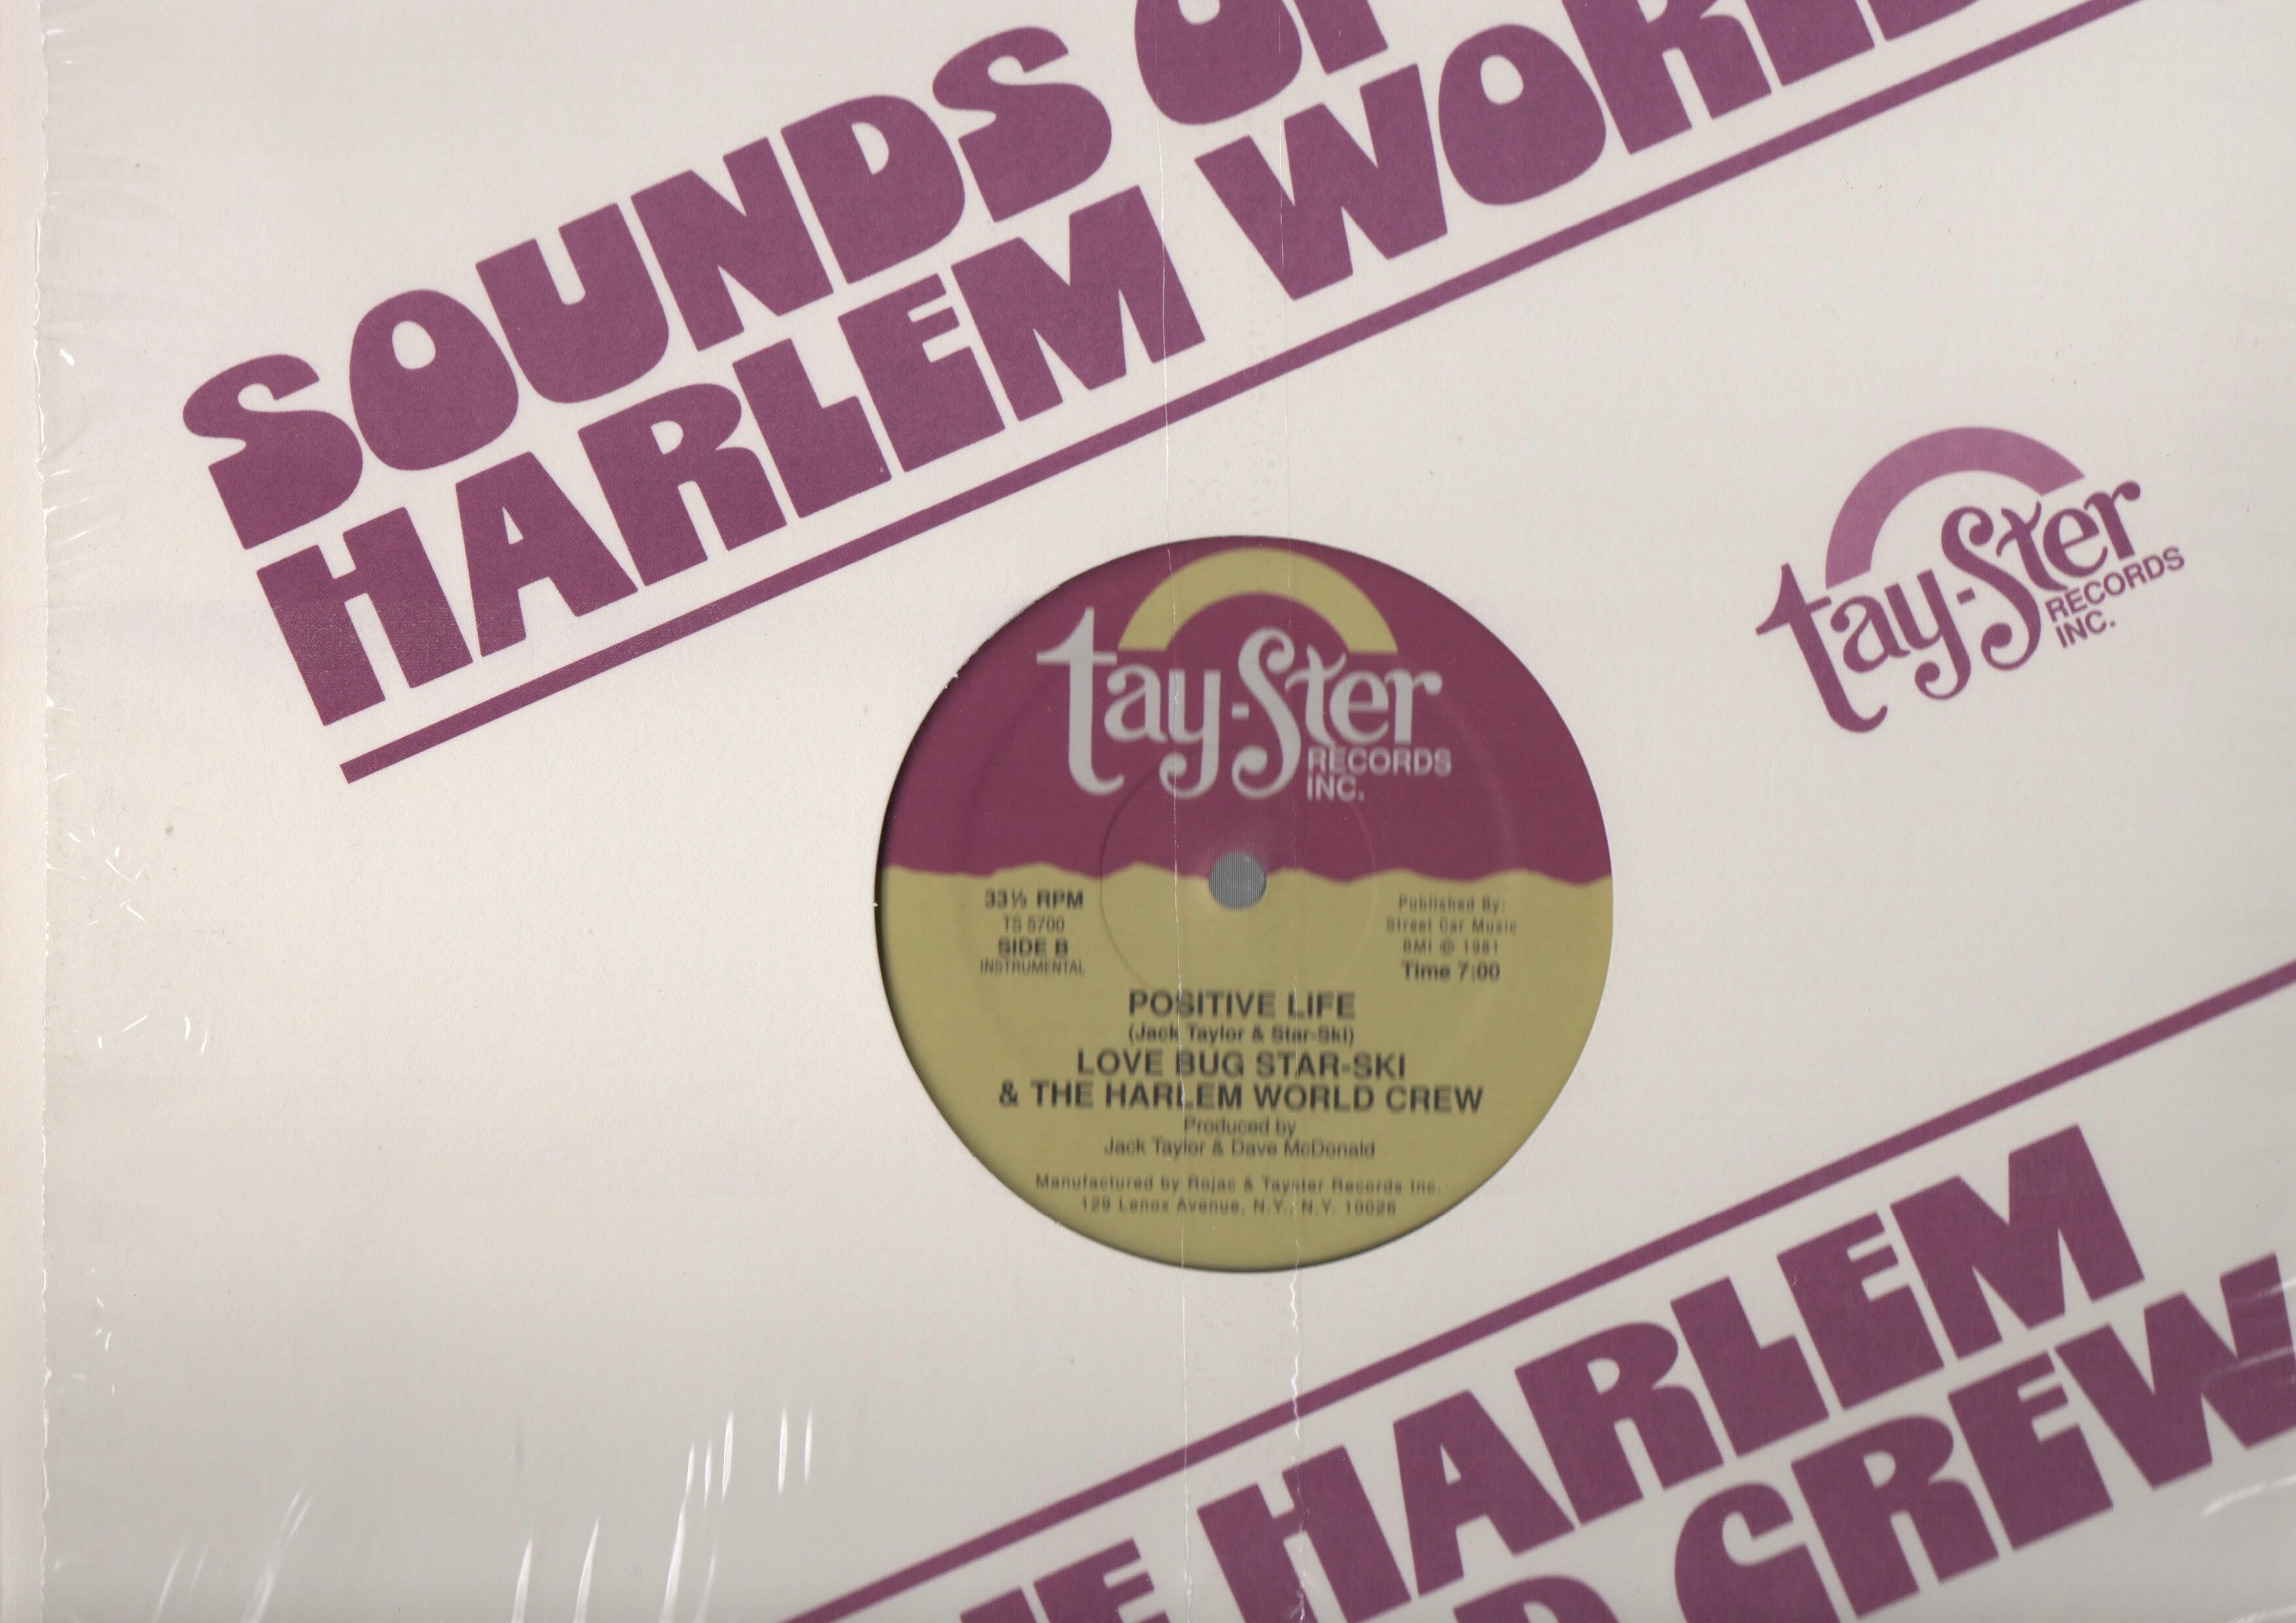 SOUNDS OF
HARLEM WORLD
tay-Ster
RECORDS
INC.
tay-Ster
RECORDS
INC.
33⅓ RPM
TS 5700
SIDE B
INSTRUMENTAL
Published By:
Street Car Music
BMI © 1981
Time 7:00
POSITIVE LIFE
(Jack Taylor & Star-Ski)
LOVE BUG STAR-SKI
& THE HARLEM WORLD CREW
Produced by
Jack Taylor & Dave McDonald
Manufactured by Rojac & Tayster Records Inc.
129 Lenox Avenue, N.Y., N.Y. 10026
HARLEM
CREW